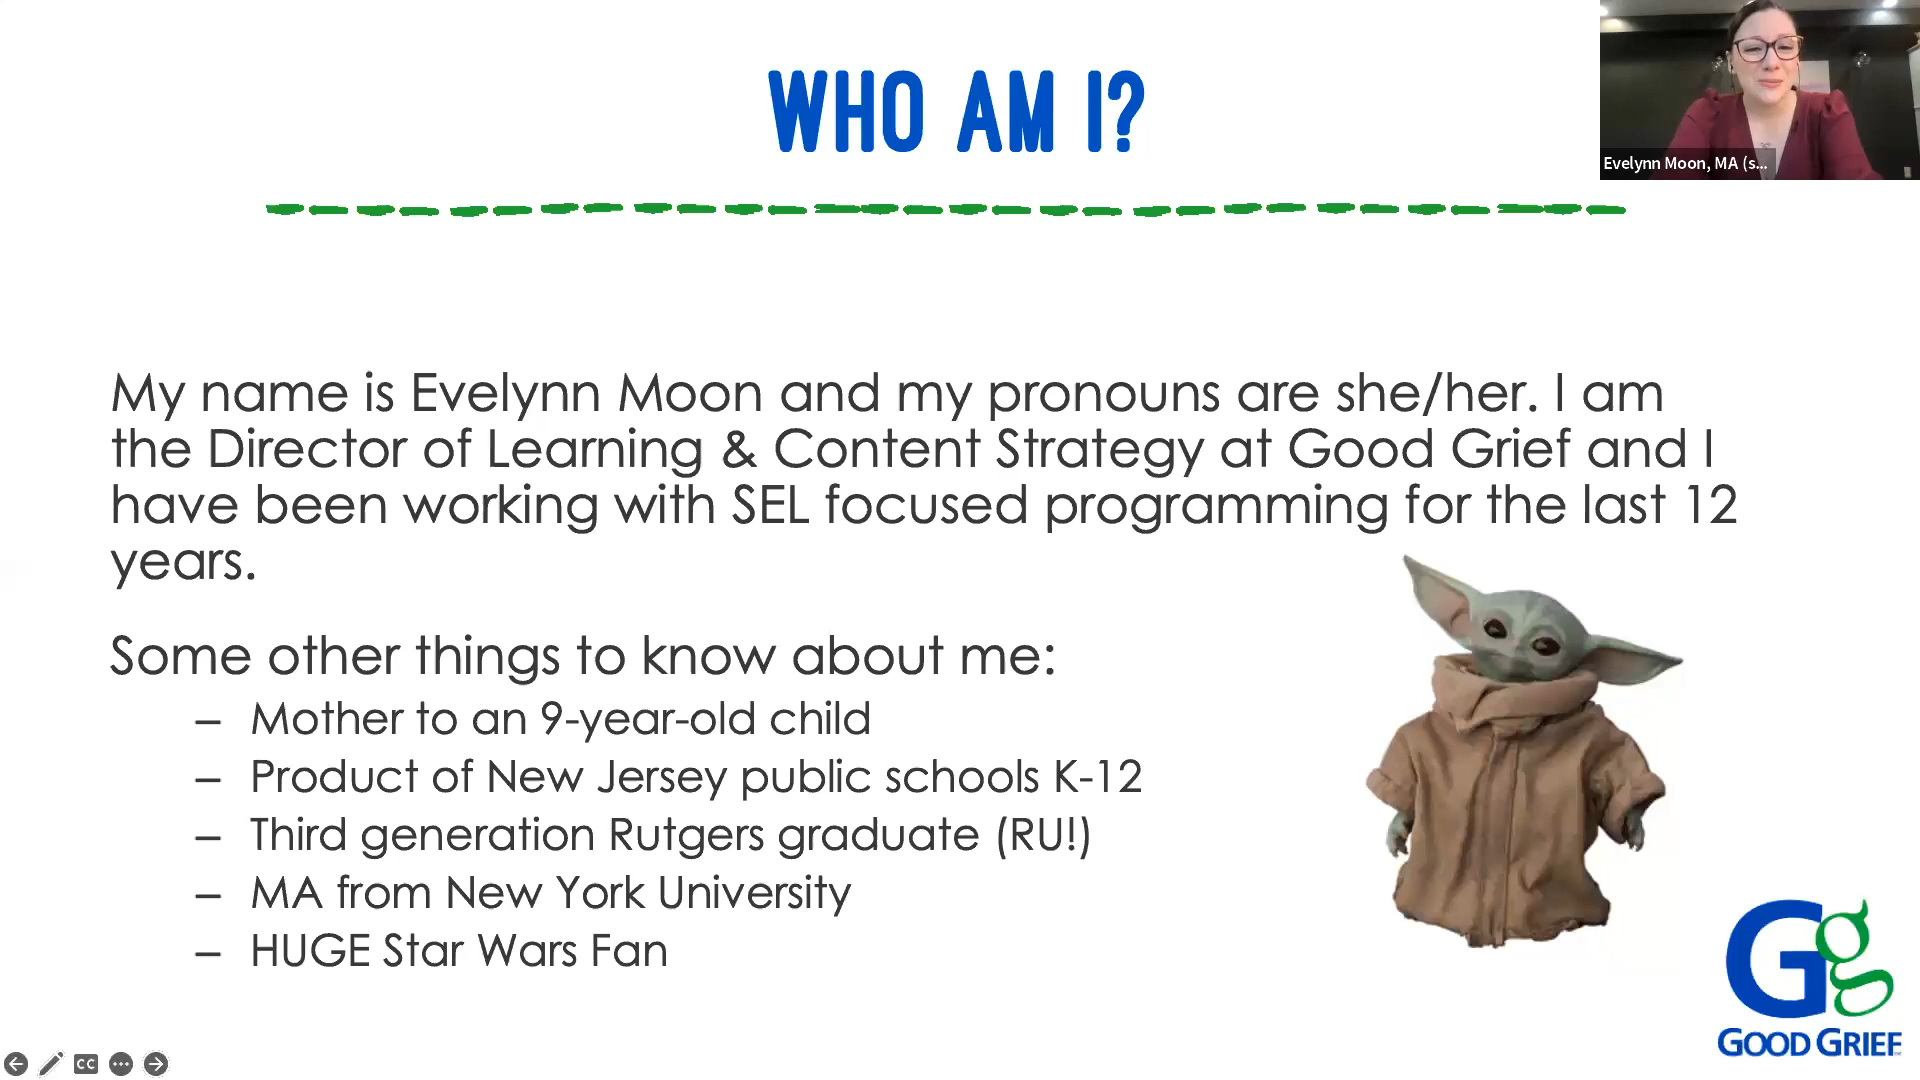 WHO AM I?
Evelynn Moon, MA (s...
My name is Evelynn Moon and my pronouns are she/her. I am
the Director of Learning & Content Strategy at Good Grief and I
have been working with SEL focused programming for the last 12
years.
Some other things to know about me:
– Mother to an 9-year-old child
– Product of New Jersey public schools K-12
– Third generation Rutgers graduate (RU!)
– MA from New York University
– HUGE Star Wars Fan
Gg
GOOD GRIEF
CC